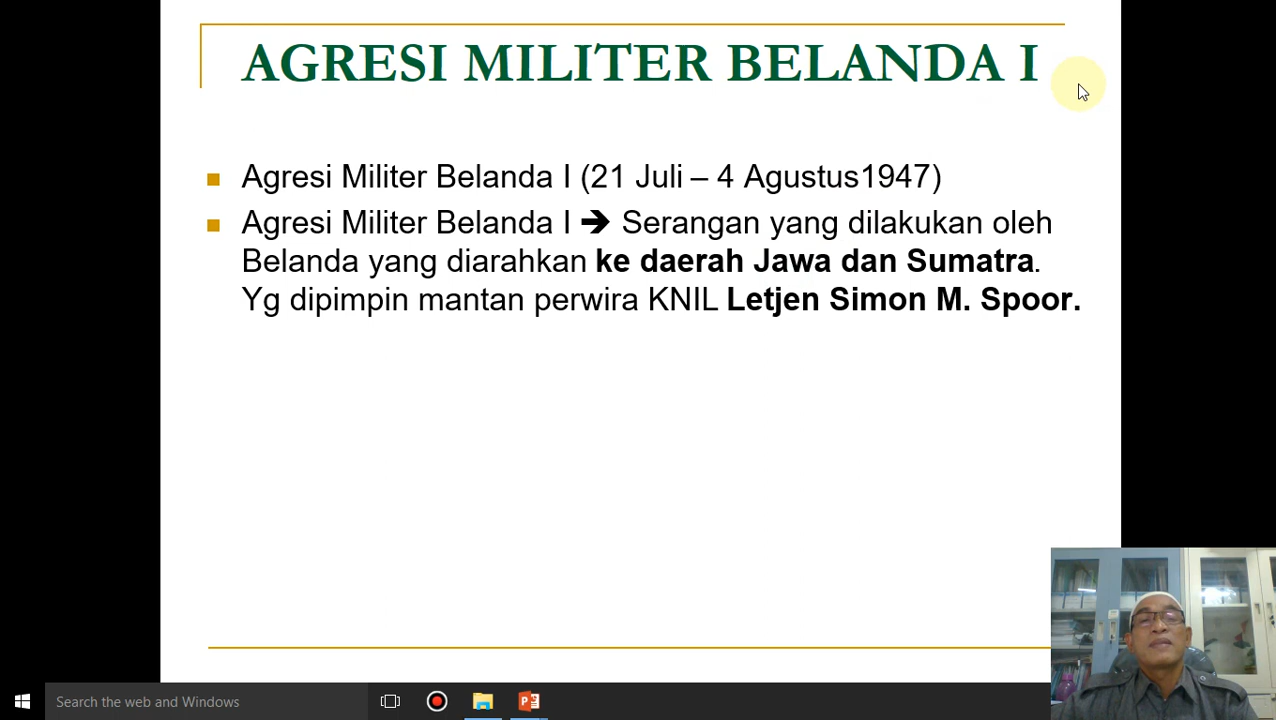 AGRESI MILITER BELANDA I
Agresi Militer Belanda I (21 Juli – 4 Agustus1947)
Agresi Militer Belanda I ➔ Serangan yang dilakukan oleh
Belanda yang diarahkan ke daerah Jawa dan Sumatra.
Yg dipimpin mantan perwira KNIL Letjen Simon M. Spoor.
Search the web and Windows